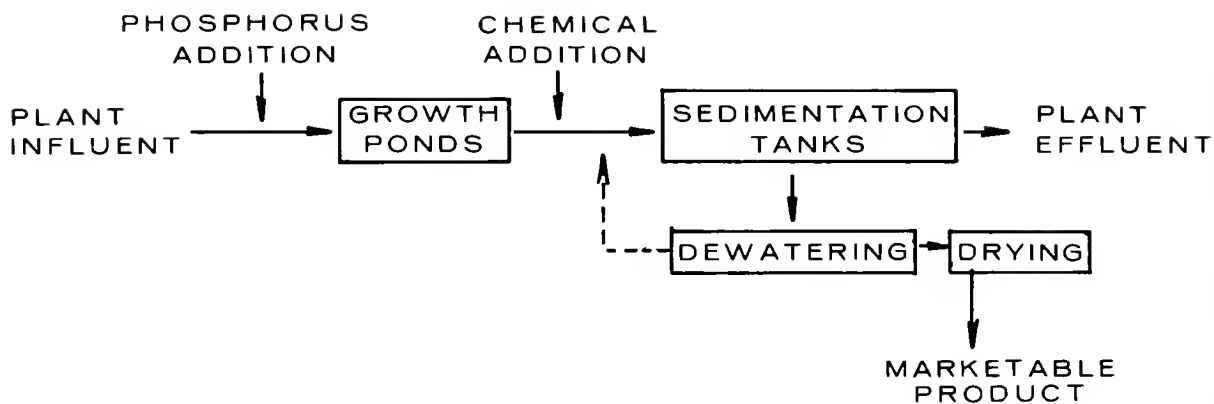 PHOSPHORUS
ADDITION
CHEMICAL
ADDITION
PLANT
INFLUENT
GROWTH
PONDS
SEDIMENTATION
TANKS
PLANT
EFFLUENT
DEWATERING
DRYING
MARKETABLE
PRODUCT